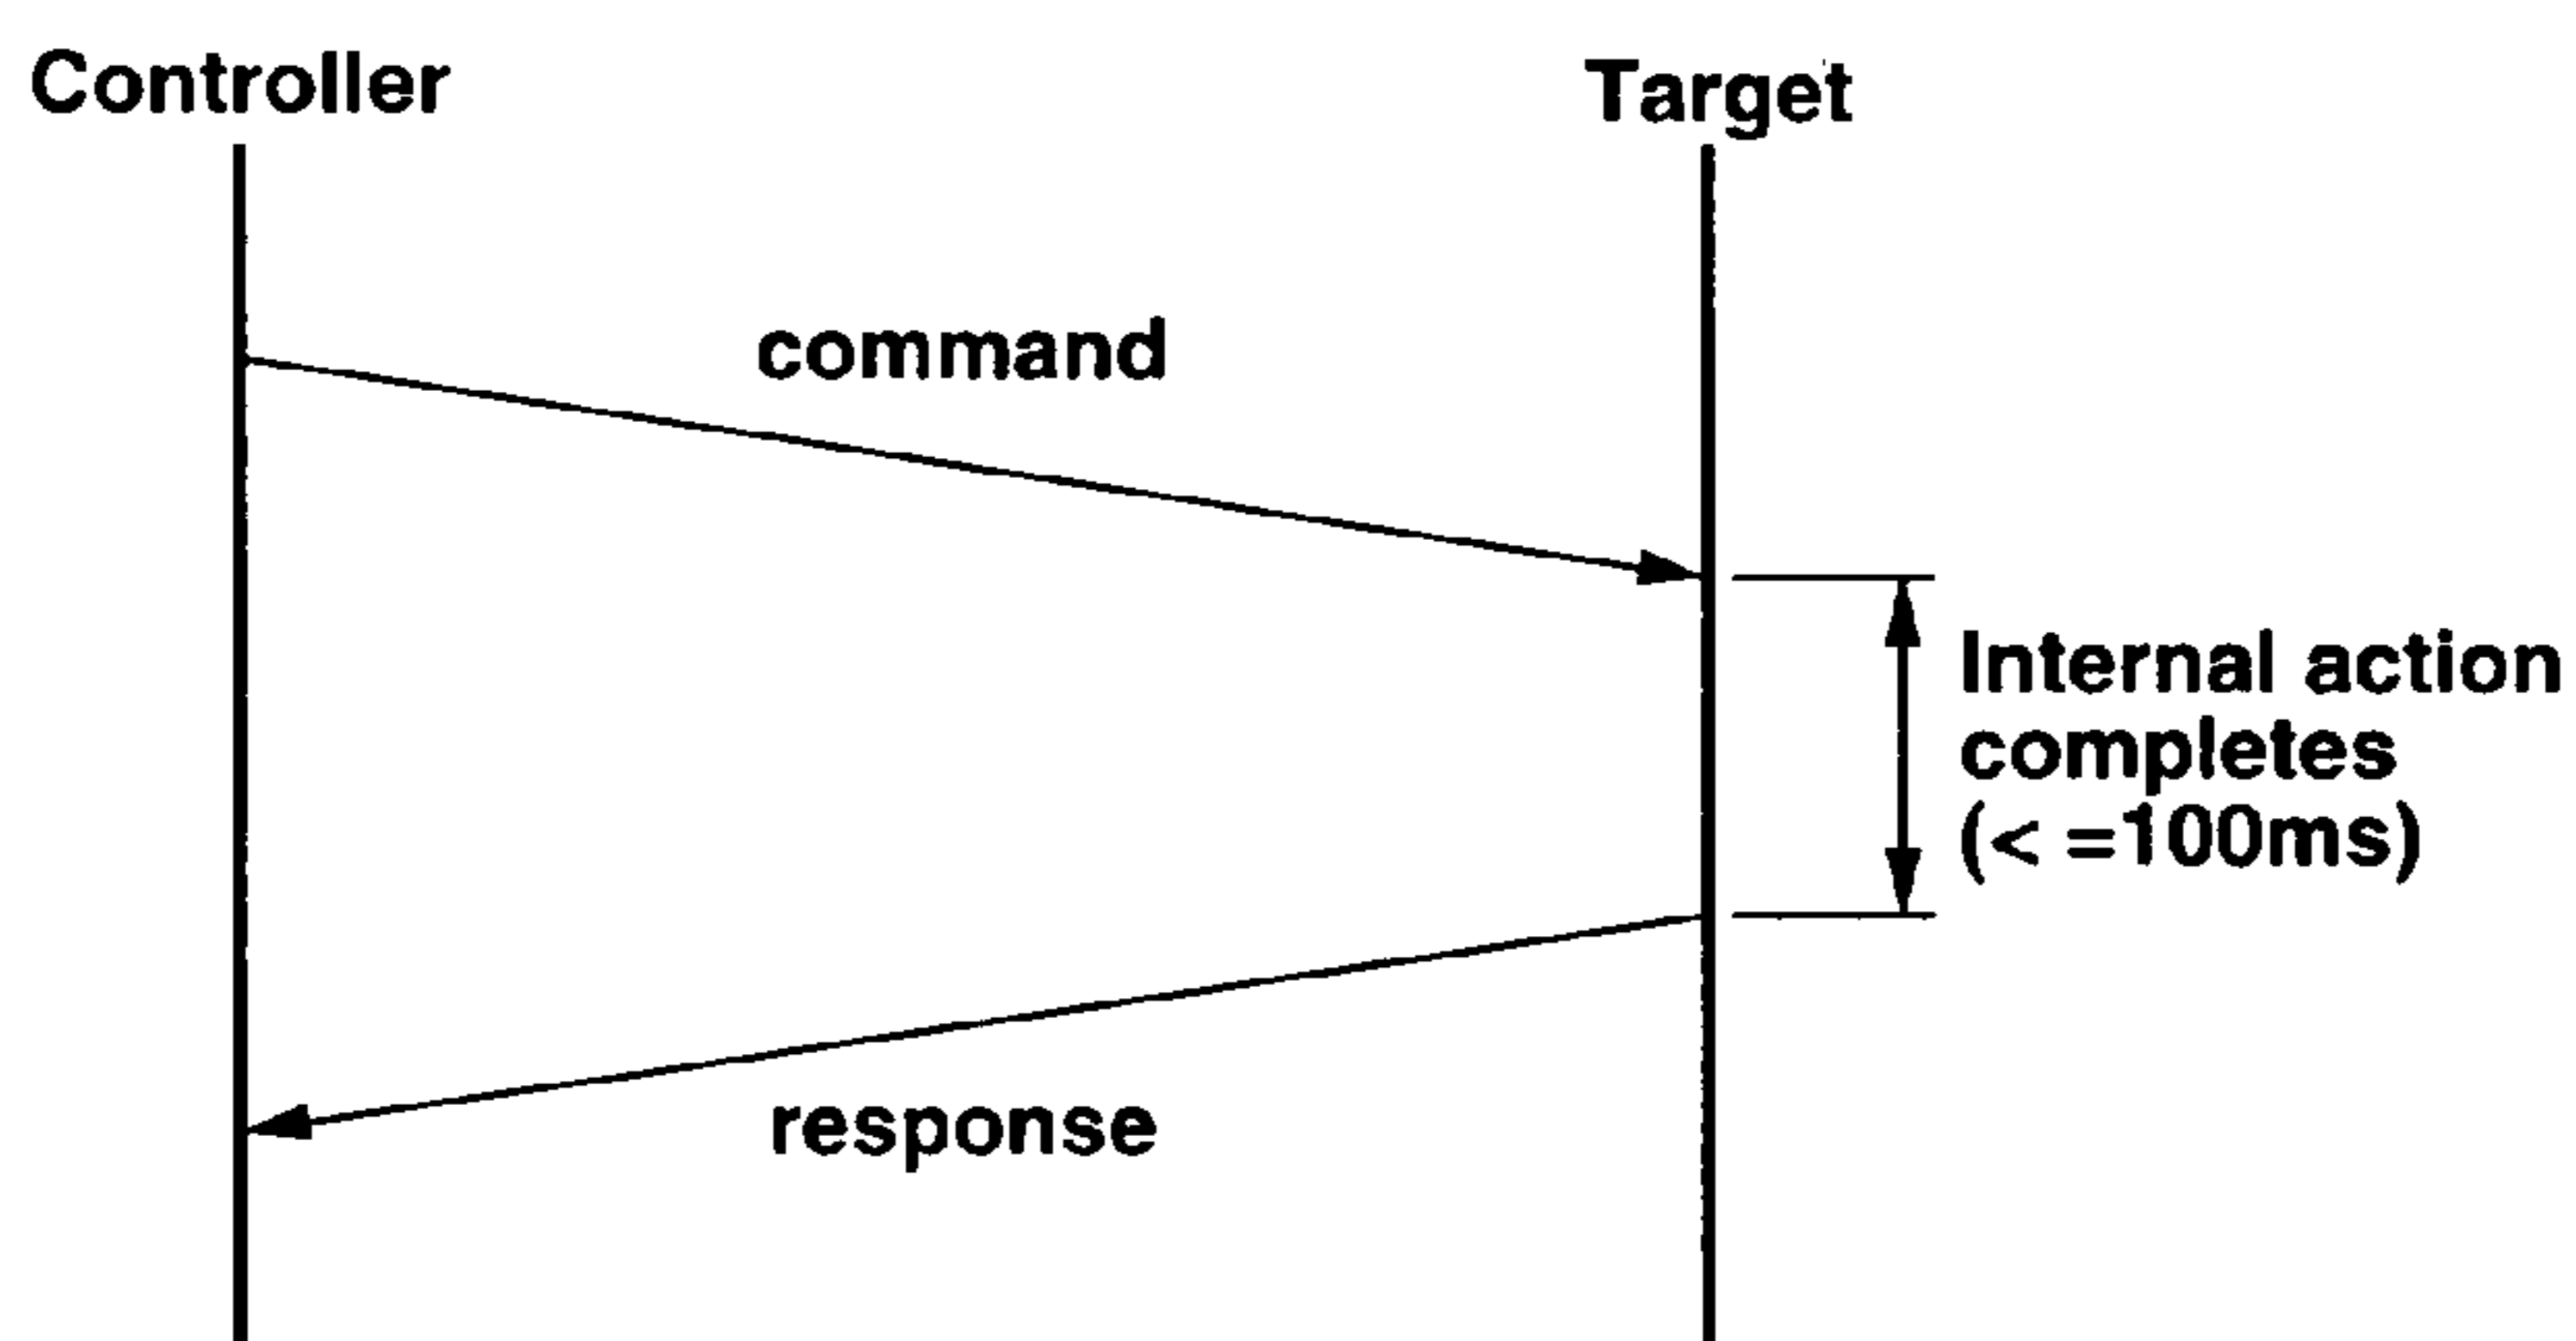 Controller
Target
command
Internal action
completes
(< =100ms)
response